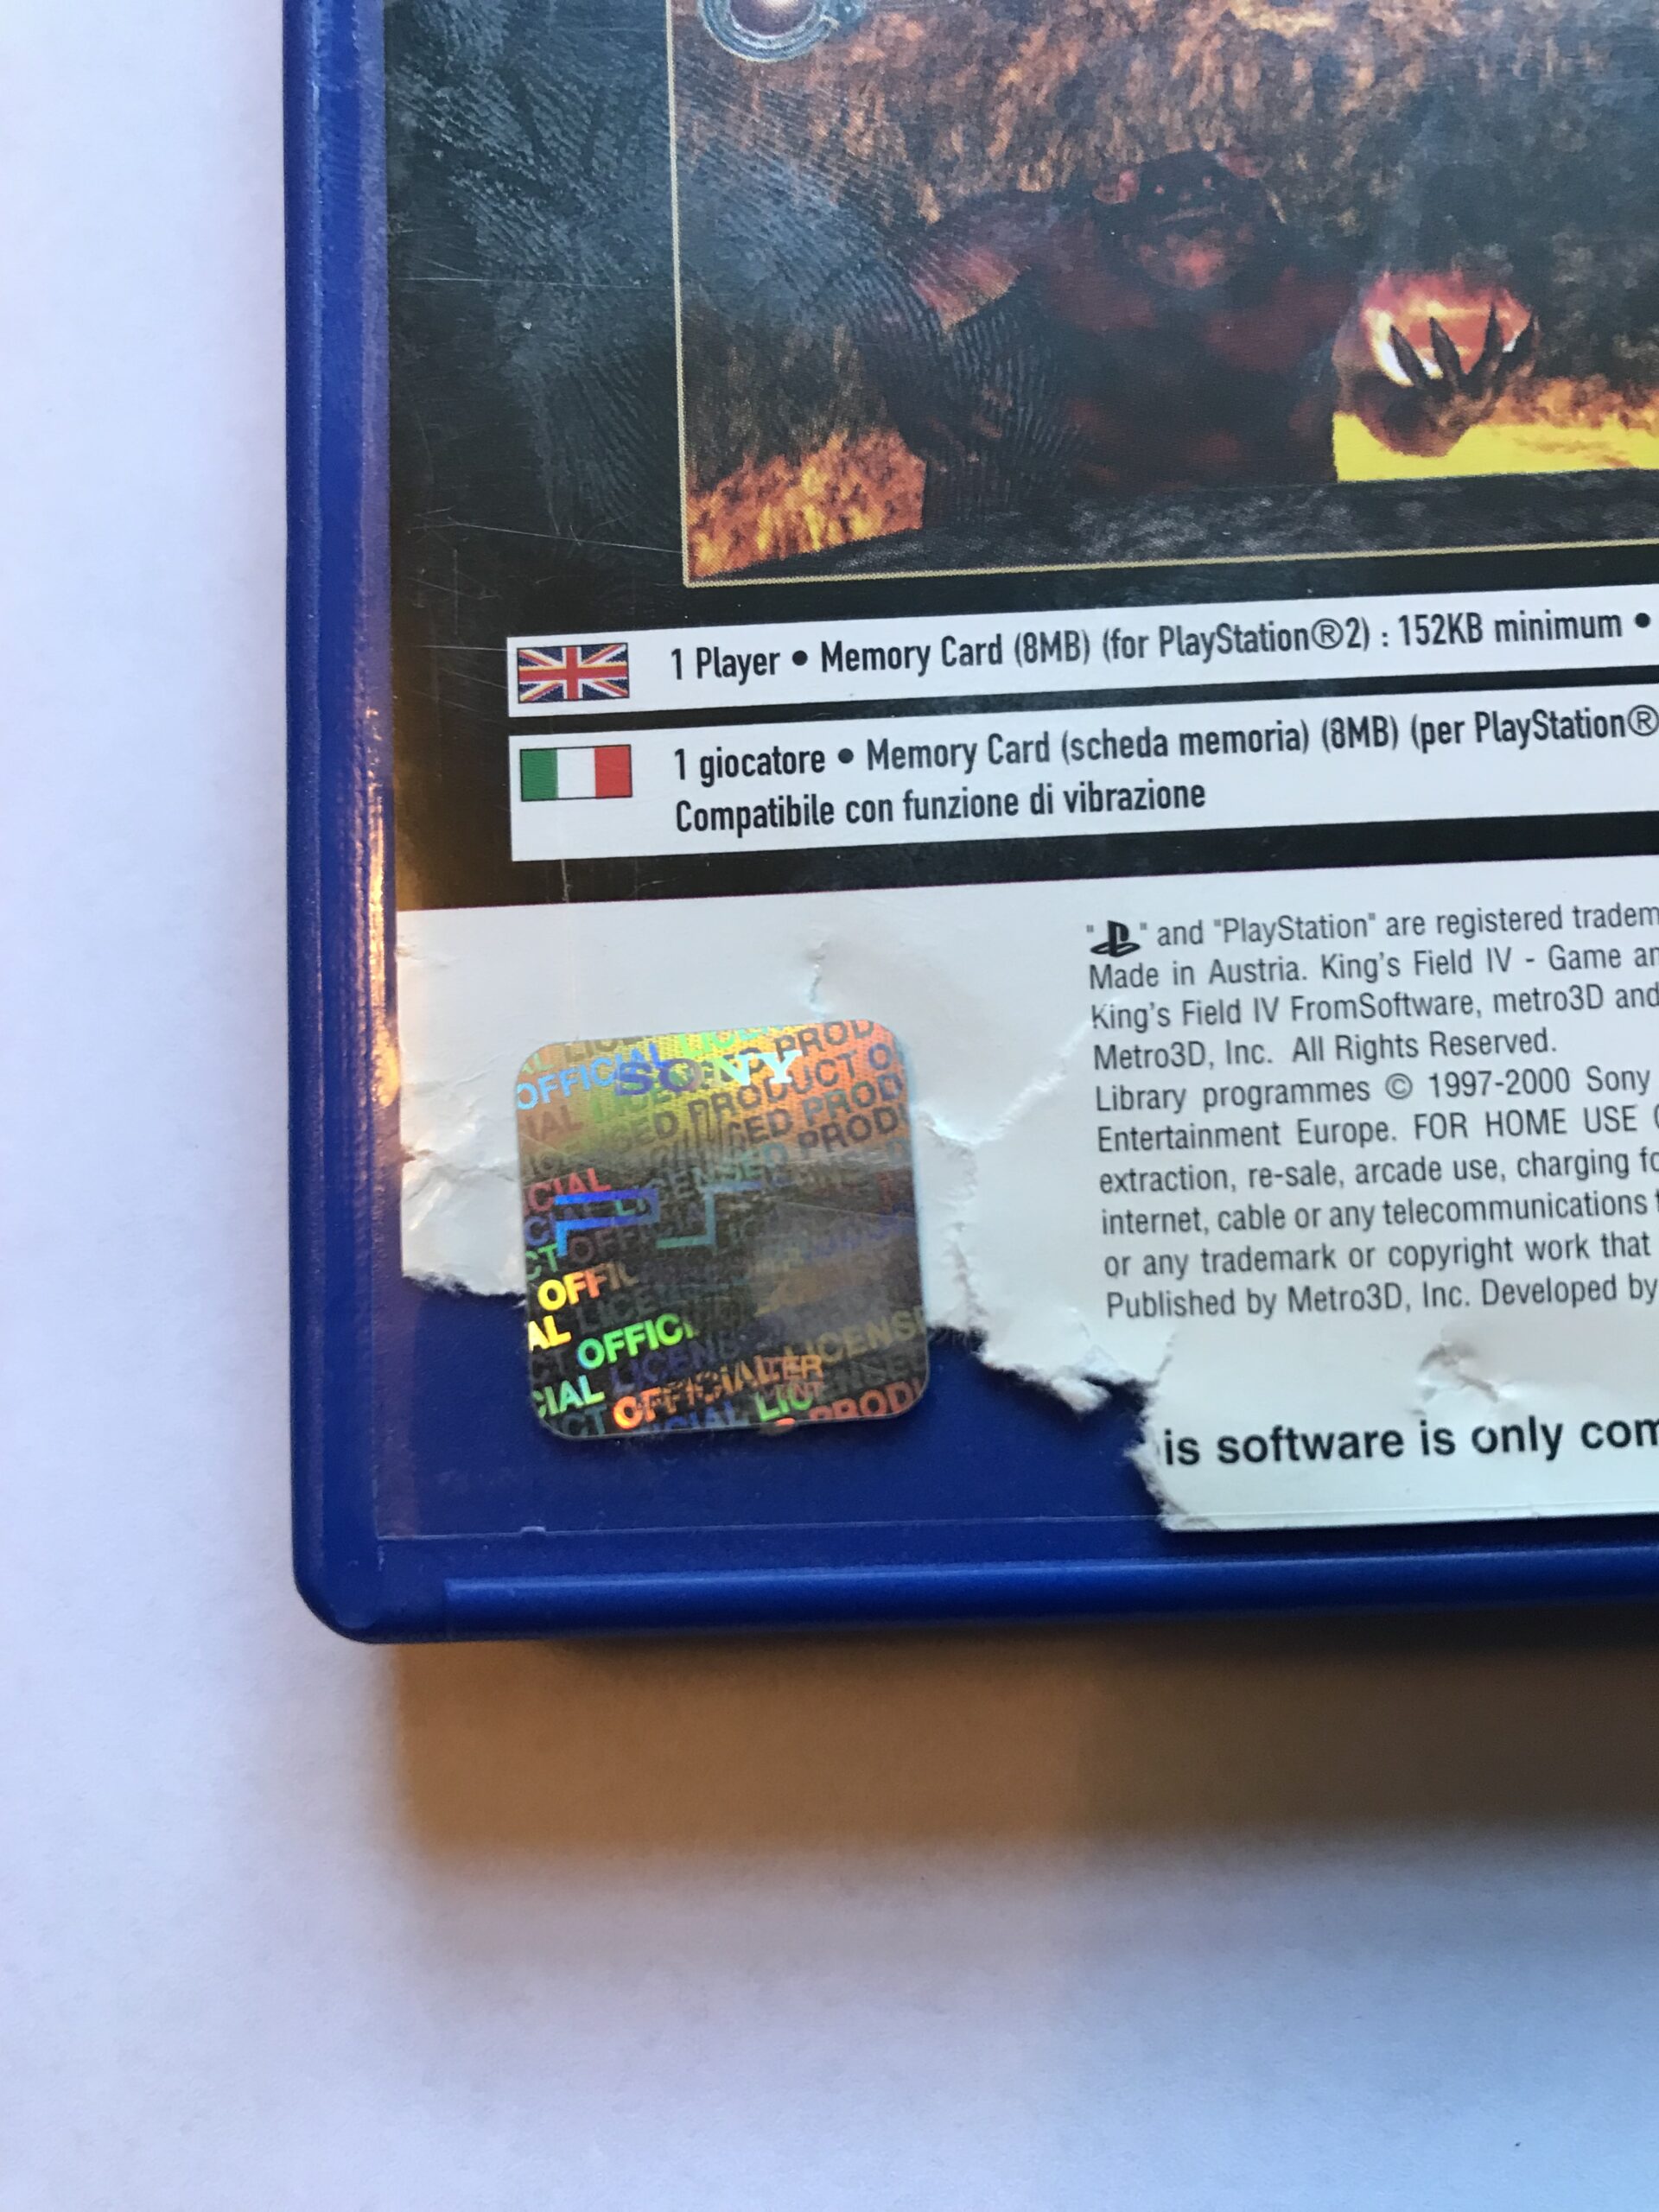 1 Player • Memory Card (8MB) (for PlayStation®2) : 152KB minimum •
1 giocatore • Memory Card (scheda memoria) (8MB) (per PlayStation®
Compatibile con funzione di vibrazione
" " and "PlayStation" are registered tradem
Made in Austria. King's Field IV - Game an
King's Field IV FromSoftware, metro3D and
Metro3D, Inc. All Rights Reserved.
Library programmes © 1997-2000 Sony
Entertainment Europe. FOR HOME USE O
extraction, re-sale, arcade use, charging fo
internet, cable or any telecommunications t
or any trademark or copyright work that
Published by Metro3D, Inc. Developed by
is software is only com
SONY
OFFICIAL
PRODUCT
LICENSED
OFFICIAL